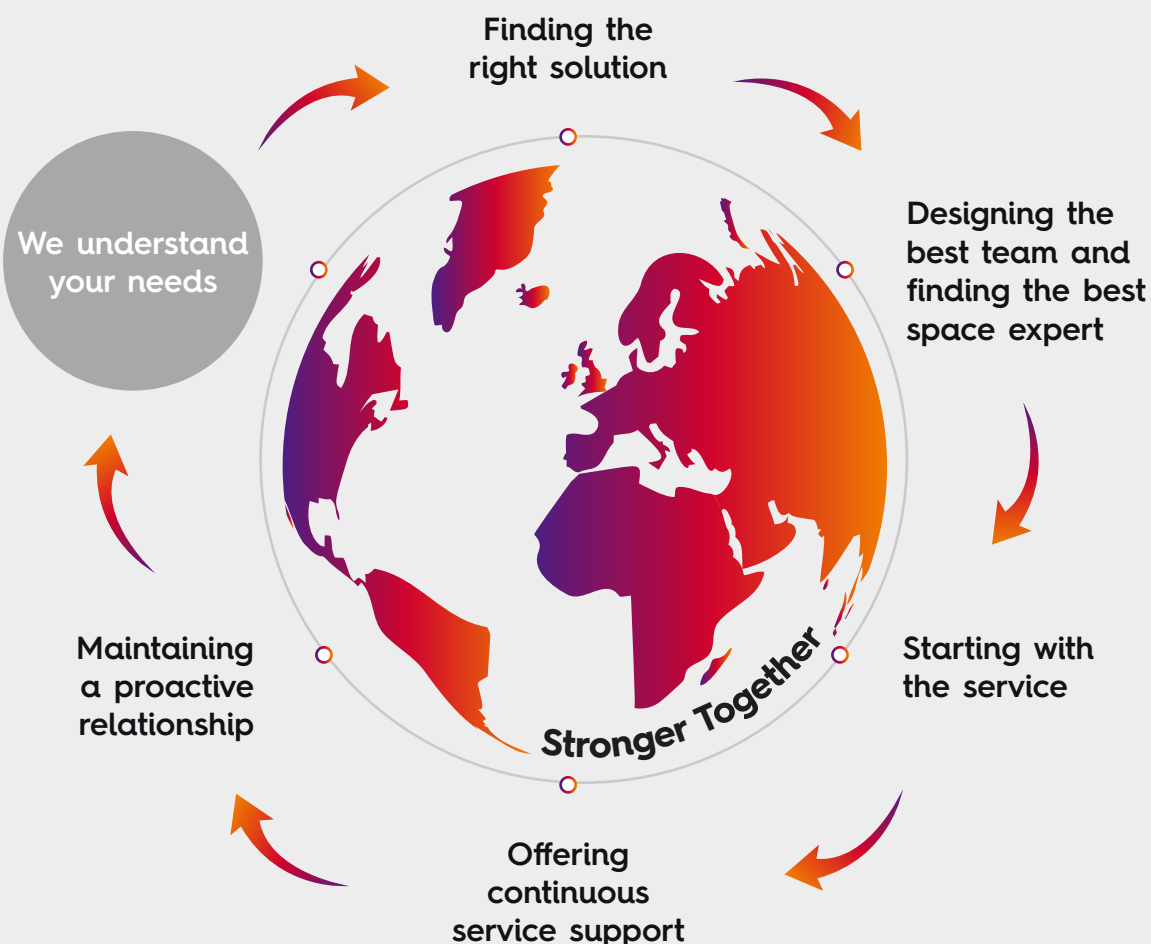 We understand
your needs
Finding the
right solution
Designing the
best team and
finding the best
space expert
Starting with
the service
Offering
continuous
service support
Maintaining
a proactive
relationship
Stronger Together